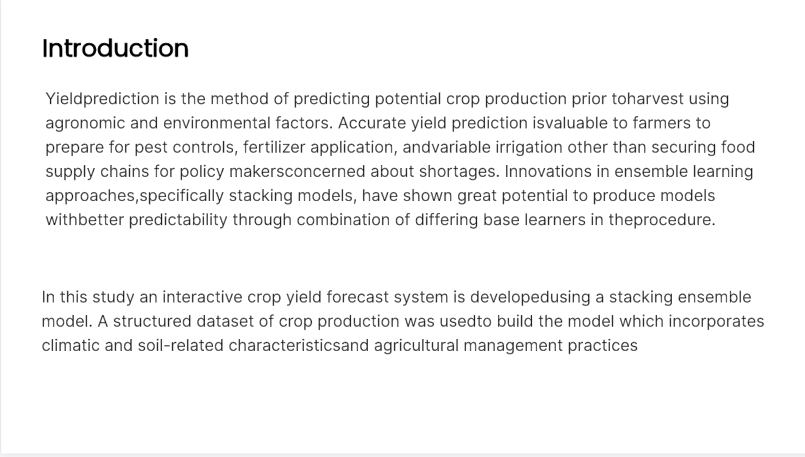 Introduction
Yieldprediction is the method of predicting potential crop production prior toharvest using
agronomic and environmental factors. Accurate yield prediction isvaluable to farmers to
prepare for pest controls, fertilizer application, andvariable irrigation other than securing food
supply chains for policy makersconcerned about shortages. Innovations in ensemble learning
approaches,specifically stacking models, have shown great potential to produce models
withbetter predictability through combination of differing base learners in theprocedure.
In this study an interactive crop yield forecast system is developedusing a stacking ensemble
model. A structured dataset of crop production was usedto build the model which incorporates
climatic and soil-related characteristicsand agricultural management practices